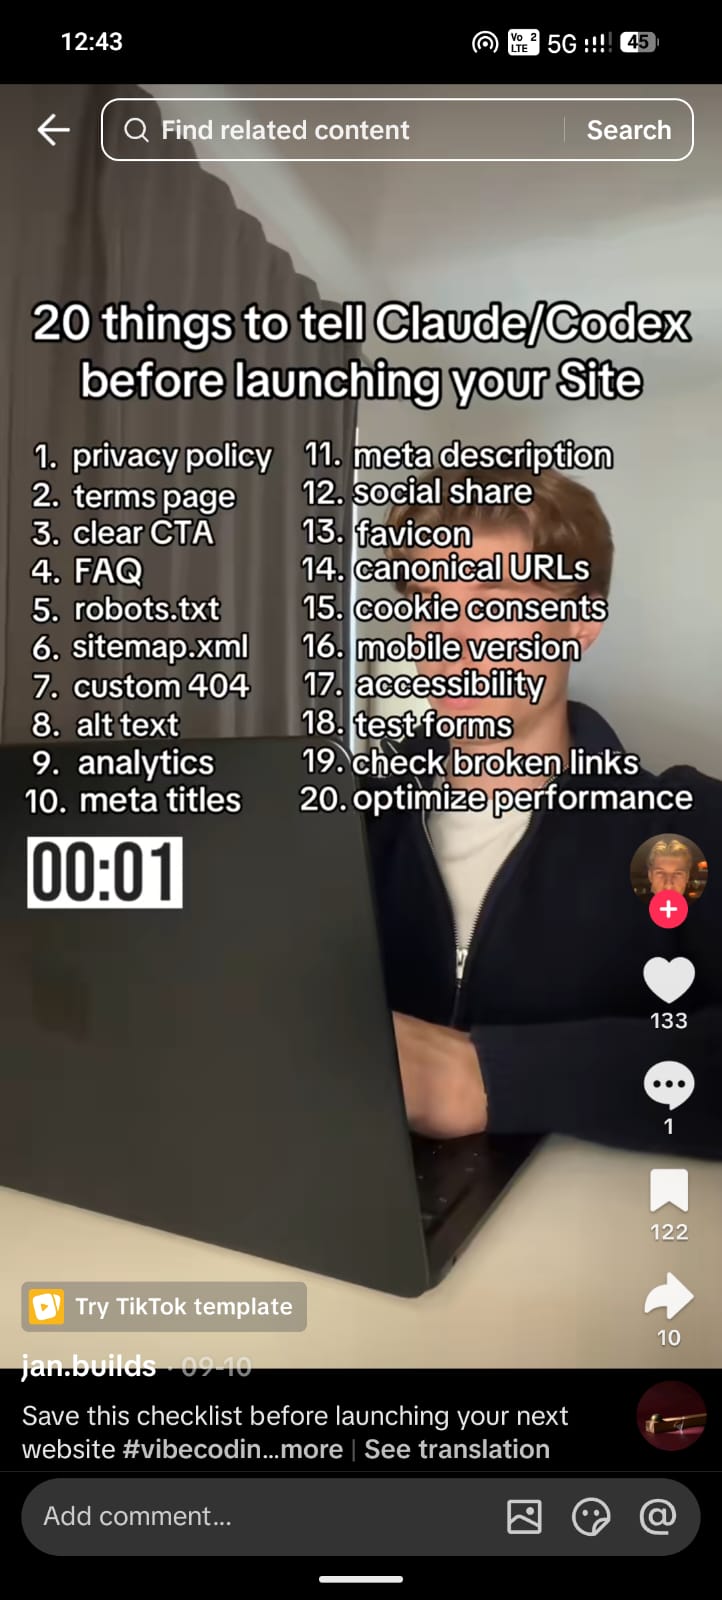 12:43
Vo 2
LTE
5G
45
Find related content
Search
20 things to tell Claude/Codex
before launching your Site
1. privacy policy
2. terms page
3. clear CTA
4. FAQ
5. robots.txt
6. sitemap.xml
7. custom 404
8. alt text
9. analytics
10. meta titles
11. meta description
12. social share
13. favicon
14. canonical URLs
15. cookie consents
16. mobile version
17. accessibility
18. test forms
19. check broken links
20. optimize performance
00:01
133
1
122
10
Try TikTok template
jan.builds · 09-10
Save this checklist before launching your next
website #vibecodin...more | See translation
Add comment...